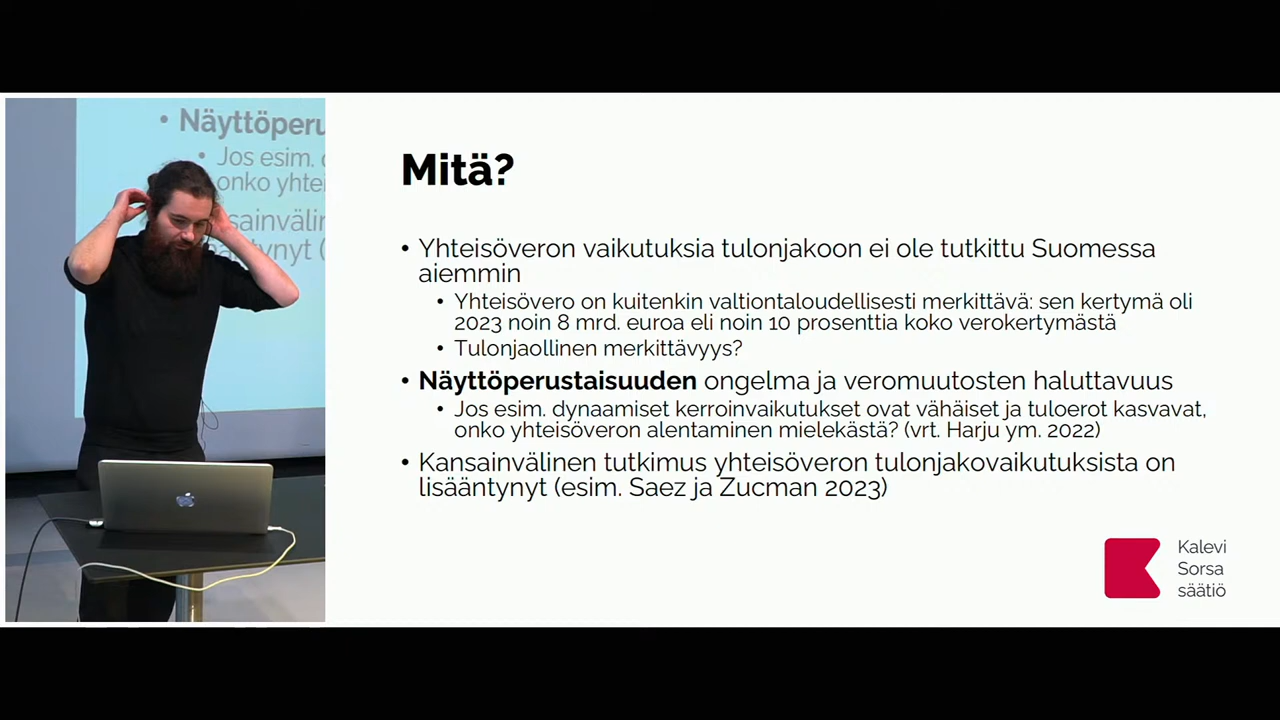 Mitä?
• Yhteisöveron vaikutuksia tulonjakoon ei ole tutkittu Suomessa
aiemmin
• Yhteisövero on kuitenkin valtiontaloudellisesti merkittävä: sen kertymä oli
2023 noin 8 mrd. euroa eli noin 10 prosenttia koko verokertymästä
• Tulonjaollinen merkittävyys?
• Näyttöperustaisuuden ongelma ja veromuutosten haluttavuus
• Jos esim. dynaamiset kerroinvaikutukset ovat vähäiset ja tuloerot kasvavat,
onko yhteisöveron alentaminen mielekästä? (vrt. Harju ym. 2022)
• Kansainvälinen tutkimus yhteisöveron tulonjakovaikutuksista on
lisääntynyt (esim. Saez ja Zucman 2023)
Kalevi
Sorsa
säätiö
• Näyttöperu
• Jos esim.
onko yhtei
sainvälin
tynyt (